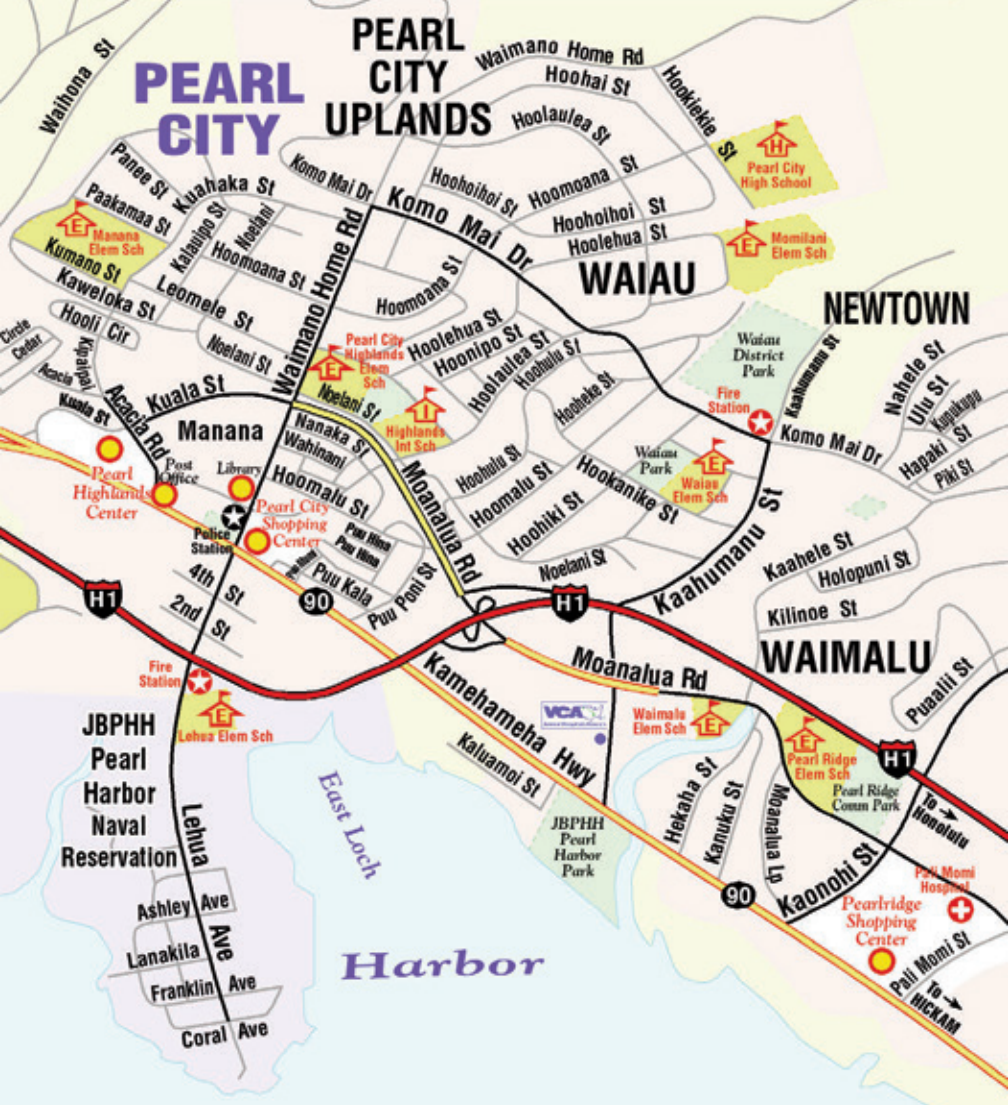 Waihona St
PEARL
CITY
PEARL
CITY
UPLANDS
Waimano Home Rd
Hoohai St
Hookiekie St
Hoolaulea St
H
Pearl City
High School
Panee St
Kuahaka St
Komo Mai Dr
Hoohoihoi St
Hoomoana St
Paakamaa St
Kalauipo St
Noelani
Komo Mai Dr
Hoohoihoi St
Hoolehua St
E
Manana
Elem Sch
E
Momilani
Elem Sch
Kumano St
Hoomoana St
Waimano Home Rd
WAIAU
Kaweloka St
Leomele St
Hoomoana St
NEWTOWN
Hooli Cir
Circle
Cedar
Kipaipai
Noelani St
Pearl City
Highlands
Elem
Sch
E
Hoolehua St
Hoonipo St
Hoolaulea St
Hoohulu St
Waiau
District
Park
Kaahumanu St
Nahele St
Ulu St
Kupukupu
Acacia
Acacia Rd
Kuala St
Kuala St
Noelani St
I
Highlands
Int Sch
Hooheke St
Fire
Station
Komo Mai Dr
Hapaki St
Piki St
Manana
Nanaka St
Wahinani
Hoomalu St
Moanalua Rd
Hoohulu St
Hoomalu St
Hoohiki St
Hookanike St
Waiau
Park
E
Waiau
Elem Sch
Pearl
Highlands
Center
Post
Office
Library
Pearl City
Shopping
Center
Police
Station
Puu Hina
Puu Hina
Puu Kala
Puu Poni St
Noelani St
Kaahumanu St
Kaahele St
Holopuni St
Kilinoe St
4th St
2nd St
H1
90
H1
Fire
Station
E
Lehua Elem Sch
Kamehameha Hwy
Moanalua Rd
WAIMALU
Puaalii St
JBPHH
Pearl
Harbor
Naval
Reservation
VCA
Waimalu
Elem Sch
E
E
Pearl Ridge
Elem Sch
Pearl Ridge
Comm Park
H1
To
Honolulu
Kaluamoi St
East Loch
JBPHH
Pearl
Harbor
Park
Hekaha St
Kanuku St
Moanalua Lp
Kaonohi St
Pali Momi
Hospital
Lehua Ave
90
Pearlridge
Shopping
Center
Pali Momi St
Ashley Ave
Lanakila
Franklin Ave
Coral Ave
Harbor
To
HICKAM